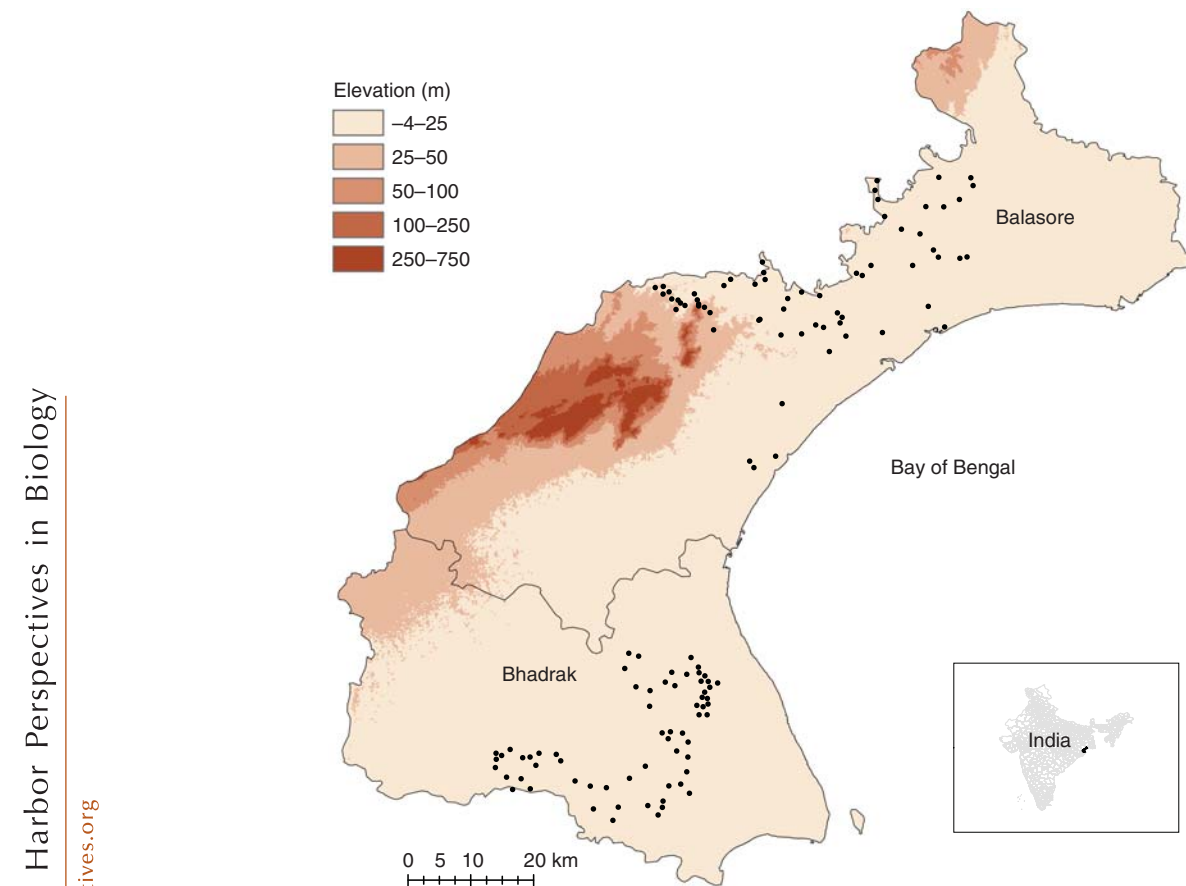 Harbor Perspectives in Biology
tives.org
Elevation (m)
–4–25
25–50
50–100
100–250
250–750
Balasore
Bay of Bengal
Bhadrak
India
0 5 10 20 km